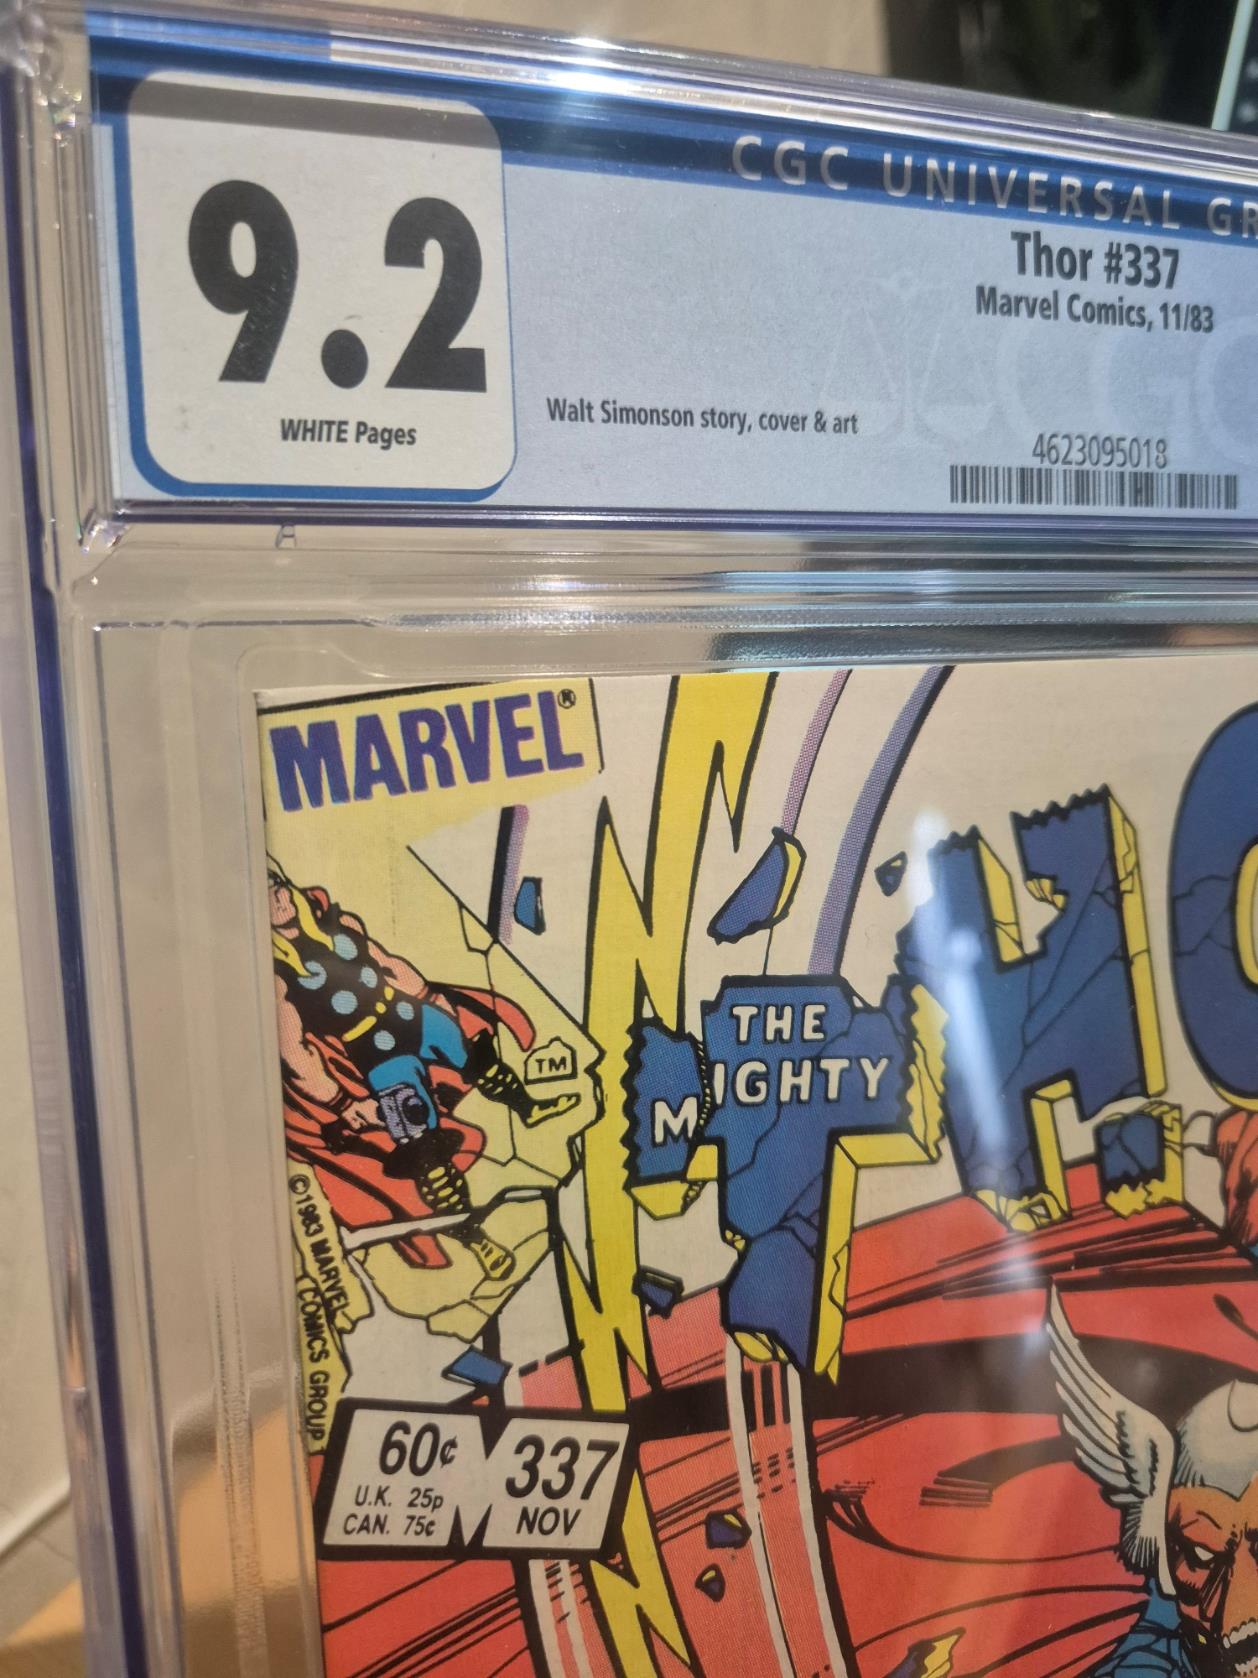 9.2
WHITE Pages
CGC UNIVERSAL GR
Thor #337
Marvel Comics, 11/83
Walt Simonson story, cover & art
4623095018
MARVEL®
THE
MIGHTY
THO
TM
©1983 MARVEL
COMICS GROUP
60¢
U.K. 25p
CAN. 75¢
337
NOV